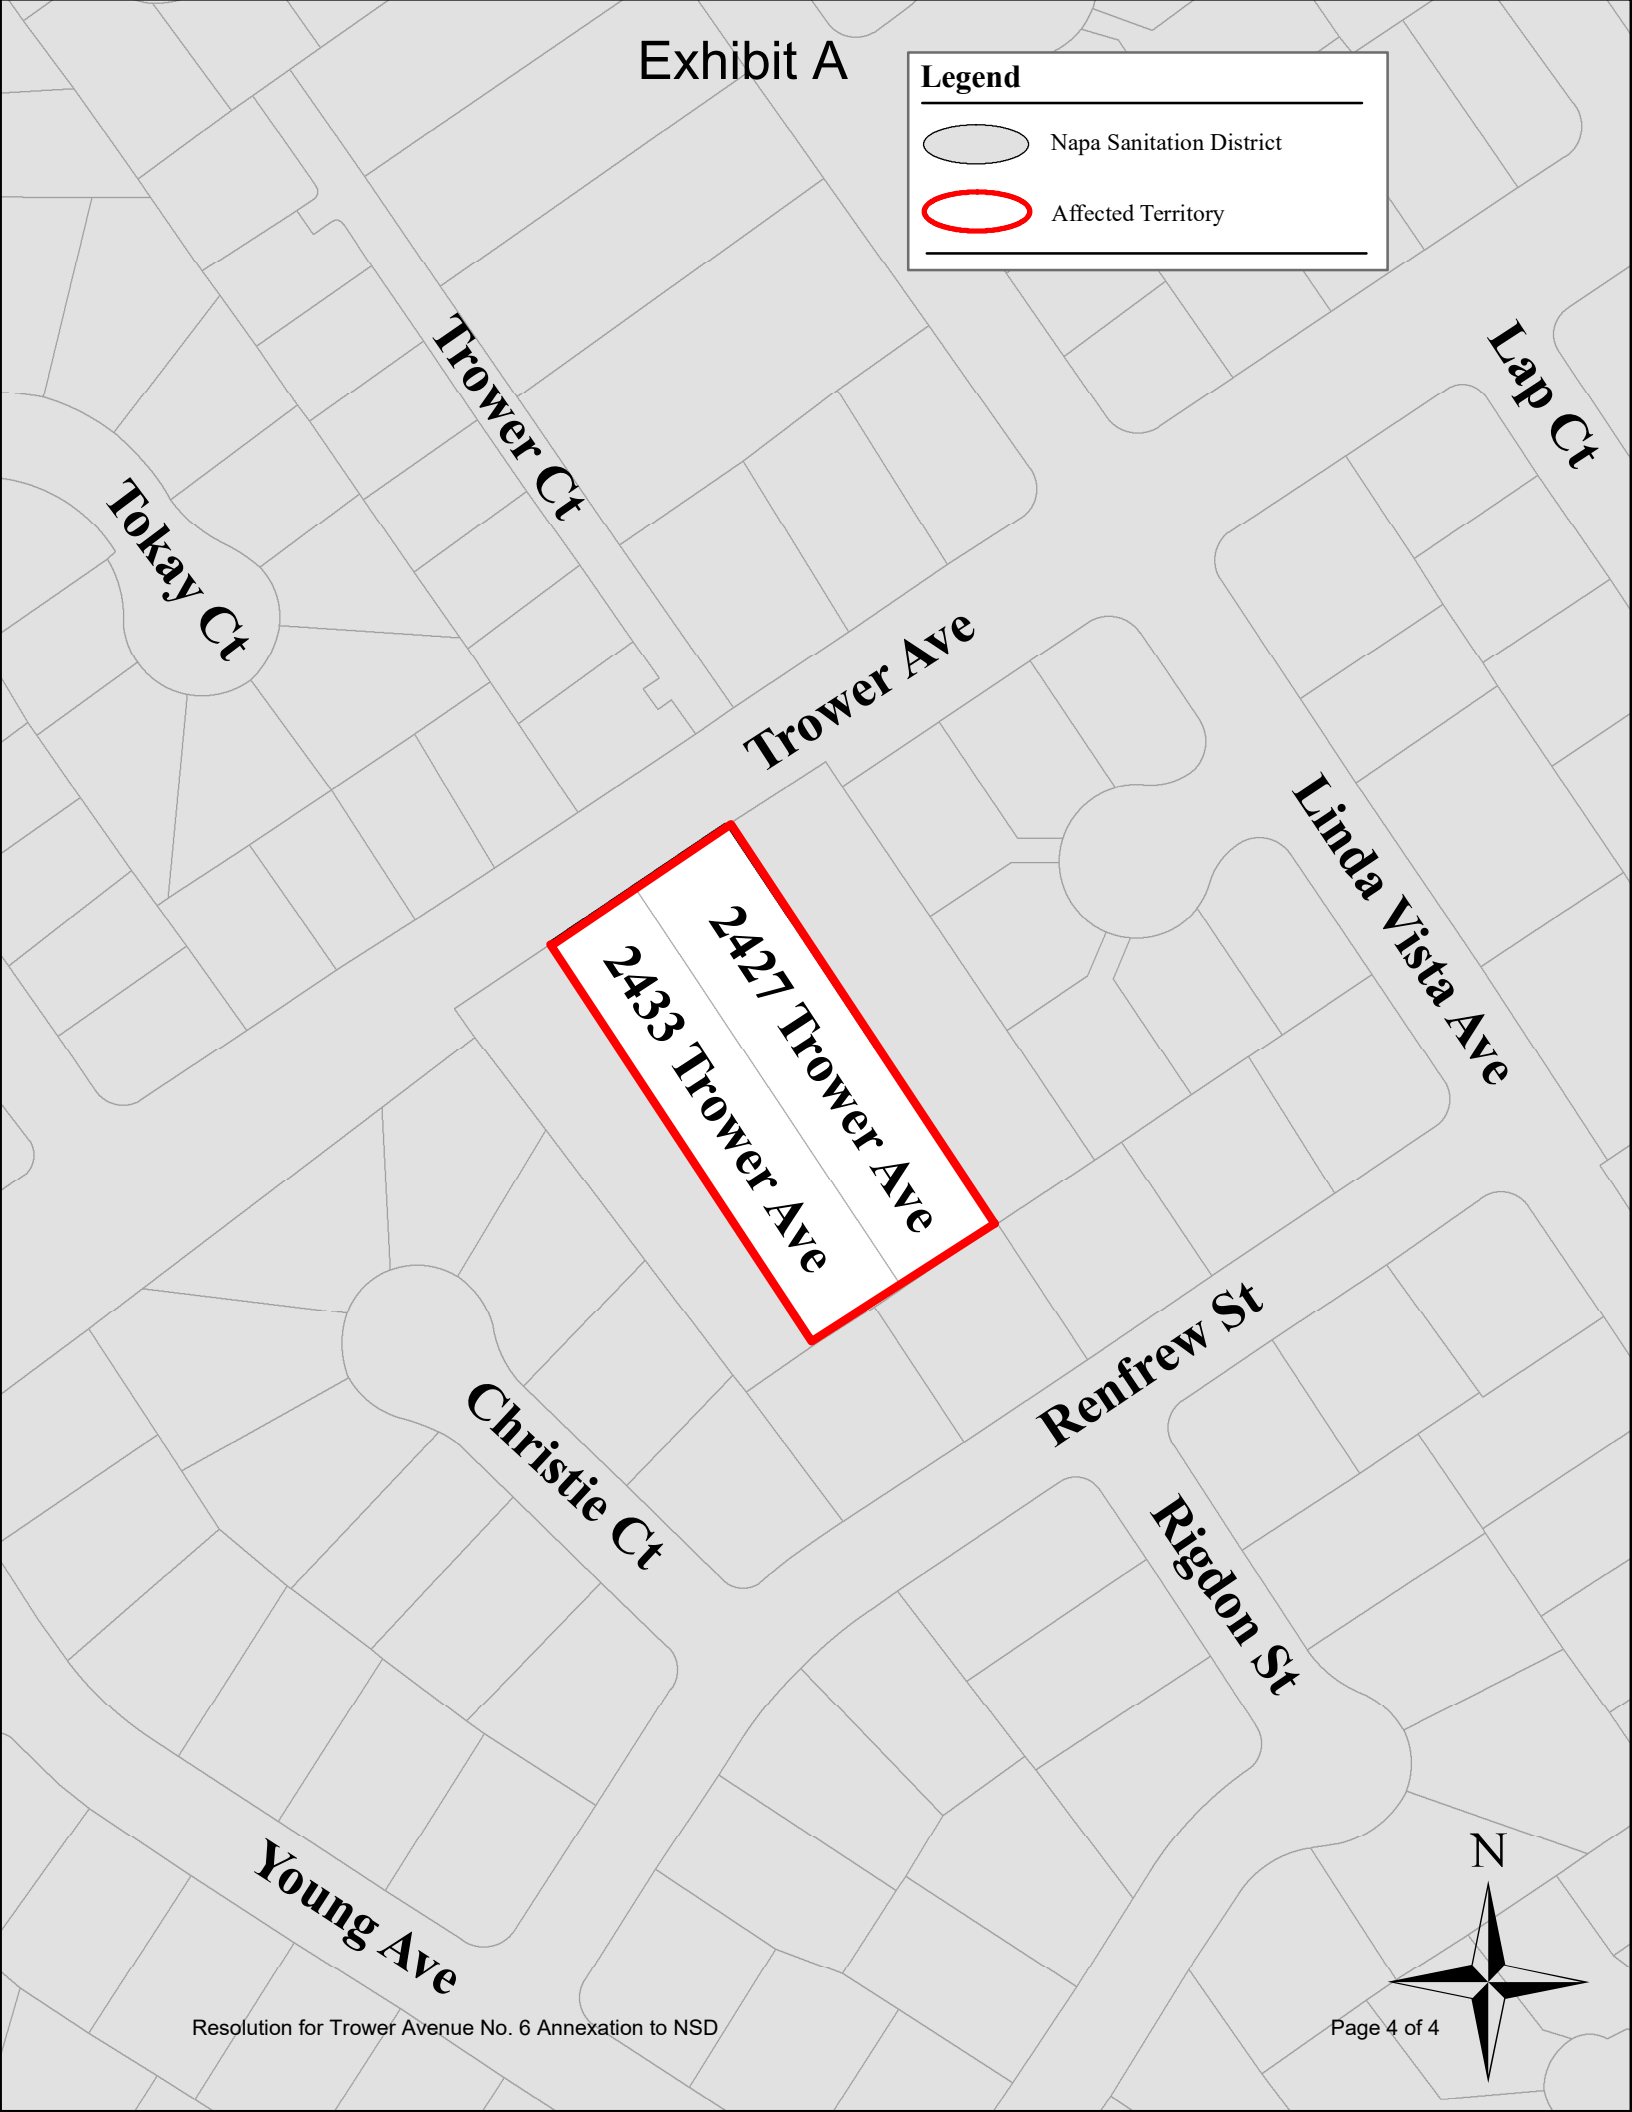 Exhibit A
Legend
Napa Sanitation District
Affected Territory
Lap Ct
Trower Ct
Tokay Ct
Trower Ave
Linda Vista Ave
2427 Trower Ave
2433 Trower Ave
Renfrew St
Christie Ct
Rigdon St
Young Ave
N
Resolution for Trower Avenue No. 6 Annexation to NSD
Page 4 of 4